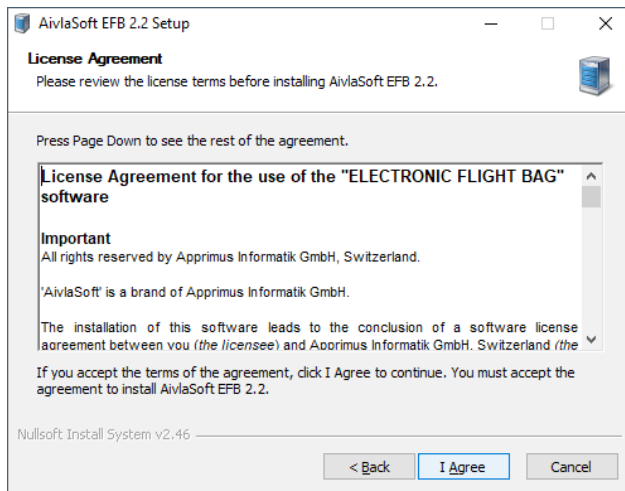 AivlaSoft EFB 2.2 Setup
License Agreement
Please review the license terms before installing AivlaSoft EFB 2.2.
Press Page Down to see the rest of the agreement.
License Agreement for the use of the "ELECTRONIC FLIGHT BAG"
software
Important
All rights reserved by Apprimus Informatik GmbH, Switzerland.
'AivlaSoft' is a brand of Apprimus Informatik GmbH.
The installation of this software leads to the conclusion of a software license
agreement between you (the licensee) and Apprimus Informatik GmbH, Switzerland (the
If you accept the terms of the agreement, click I Agree to continue. You must accept the
agreement to install AivlaSoft EFB 2.2.
Nullsoft Install System v2.46
< Back
I Agree
Cancel